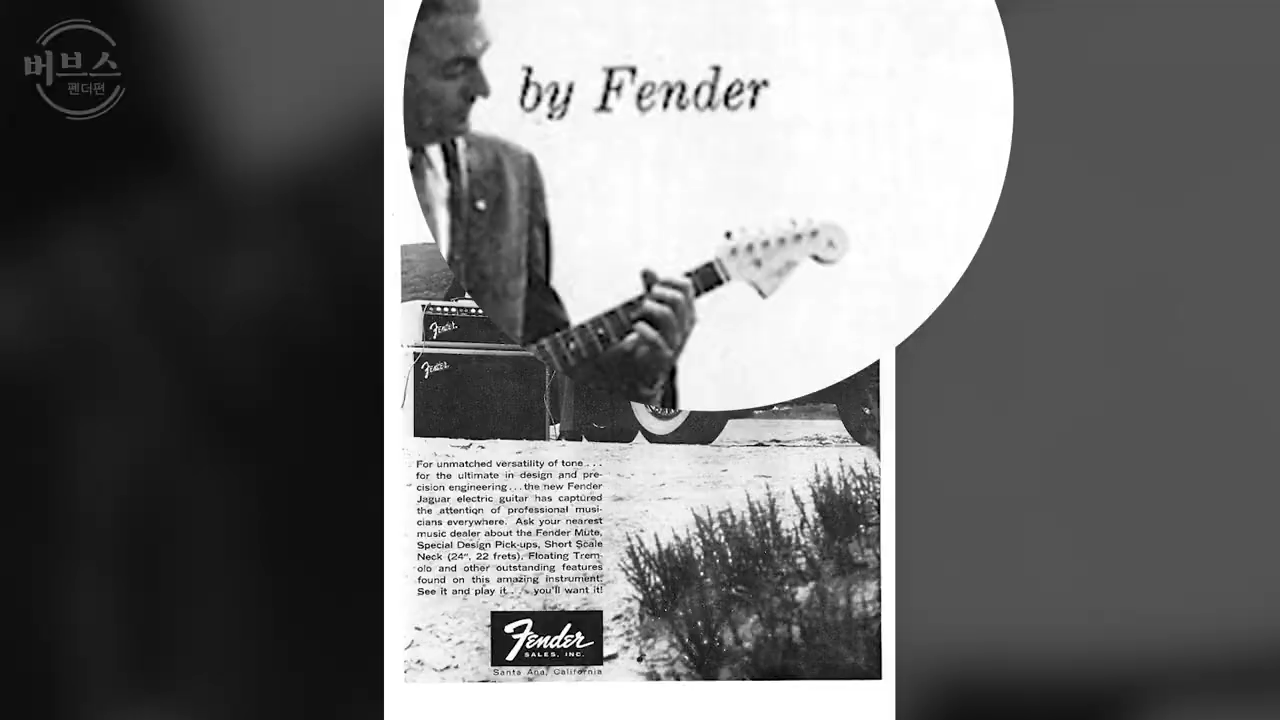 버브스
펜더편
by Fender
Fender
Fender
For unmatched versatility of tone...
for the ultimate in design and pre-
cision engineering...the new Fender
Jaguar electric guitar has captured
the attention of professional musi-
cians everywhere. Ask your nearest
music dealer about the Fender Mute,
Special Design Pick-ups, Short Scale
Neck (24", 22 frets), Floating Trem-
olo and other outstanding features
found on this amazing instrument.
See it and play it... you'll want it!
Fender
SALES, INC.
Santa Ana, California